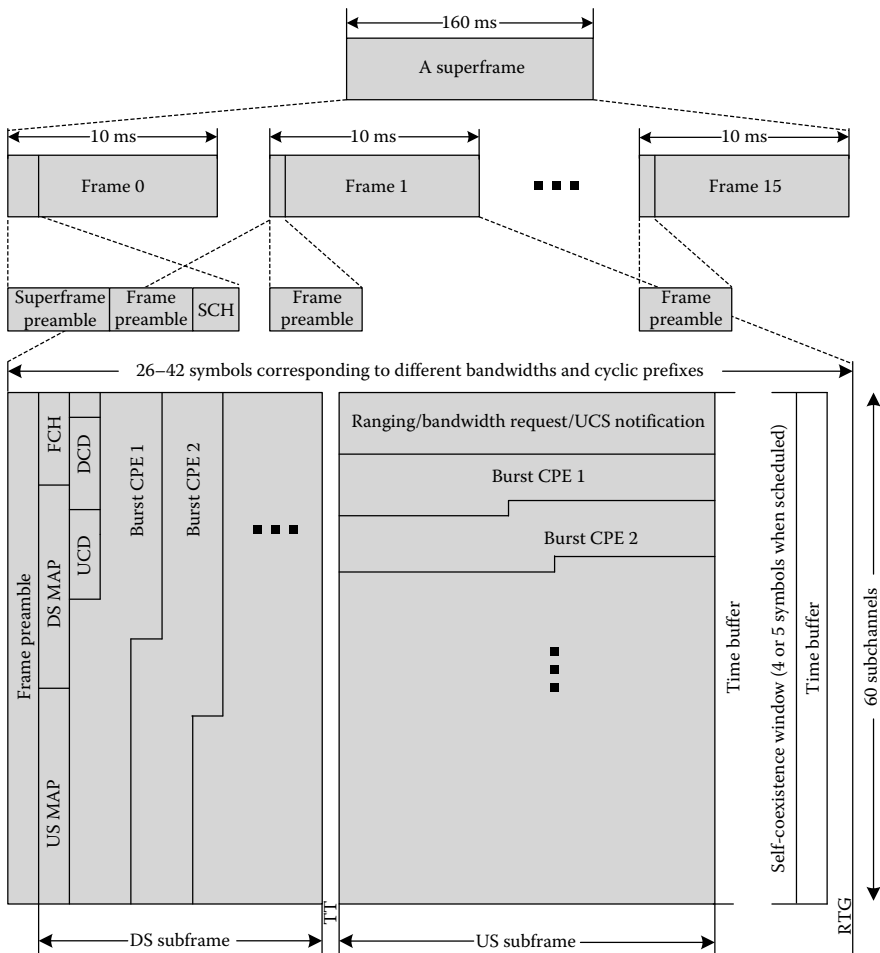 160 ms
A superframe
10 ms
10 ms
10 ms
Frame 0
Frame 1
Frame 15
Superframe
preamble
Frame
preamble
SCH
Frame
preamble
Frame
preamble
26–42 symbols corresponding to different bandwidths and cyclic prefixes
Frame preamble
FCH
DS MAP
US MAP
DCD
UCD
Burst CPE 1
Burst CPE 2
TT
Ranging/bandwidth request/UCS notification
Burst CPE 1
Burst CPE 2
Time buffer
Self-coexistence window (4 or 5 symbols when scheduled)
Time buffer
RTG
60 subchannels
DS subframe
US subframe